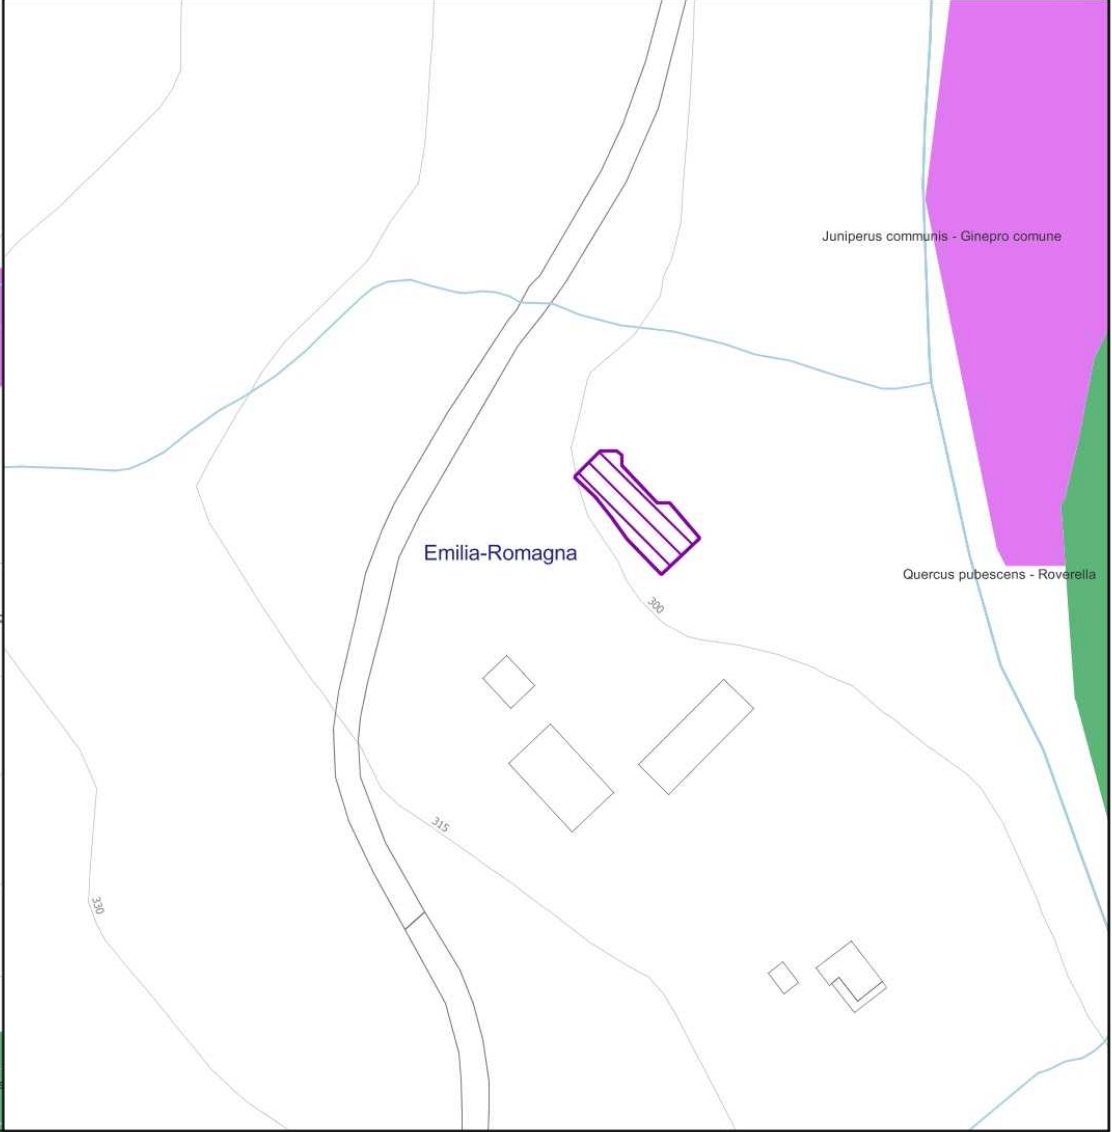 Juniperus communis - Ginepro comune
Emilia-Romagna
Quercus pubescens - Roverella
300
315
330